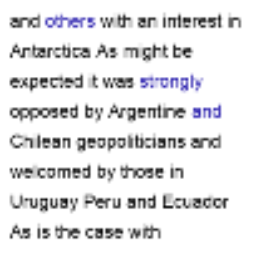 and others with an interest in
Antarctica As might be
expected it was strongly
opposed by Argentine and
Chilean geopoliticians and
welcomed by those in
Uruguay Peru and Ecuador
As is the case with